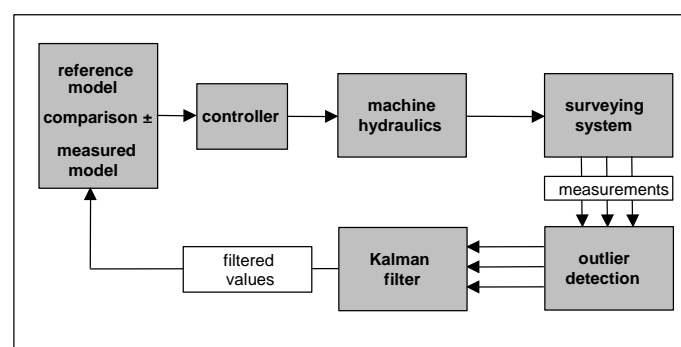 reference
model
comparison ±
measured
model
controller
machine
hydraulics
surveying
system
measurements
filtered
values
Kalman
filter
outlier
detection